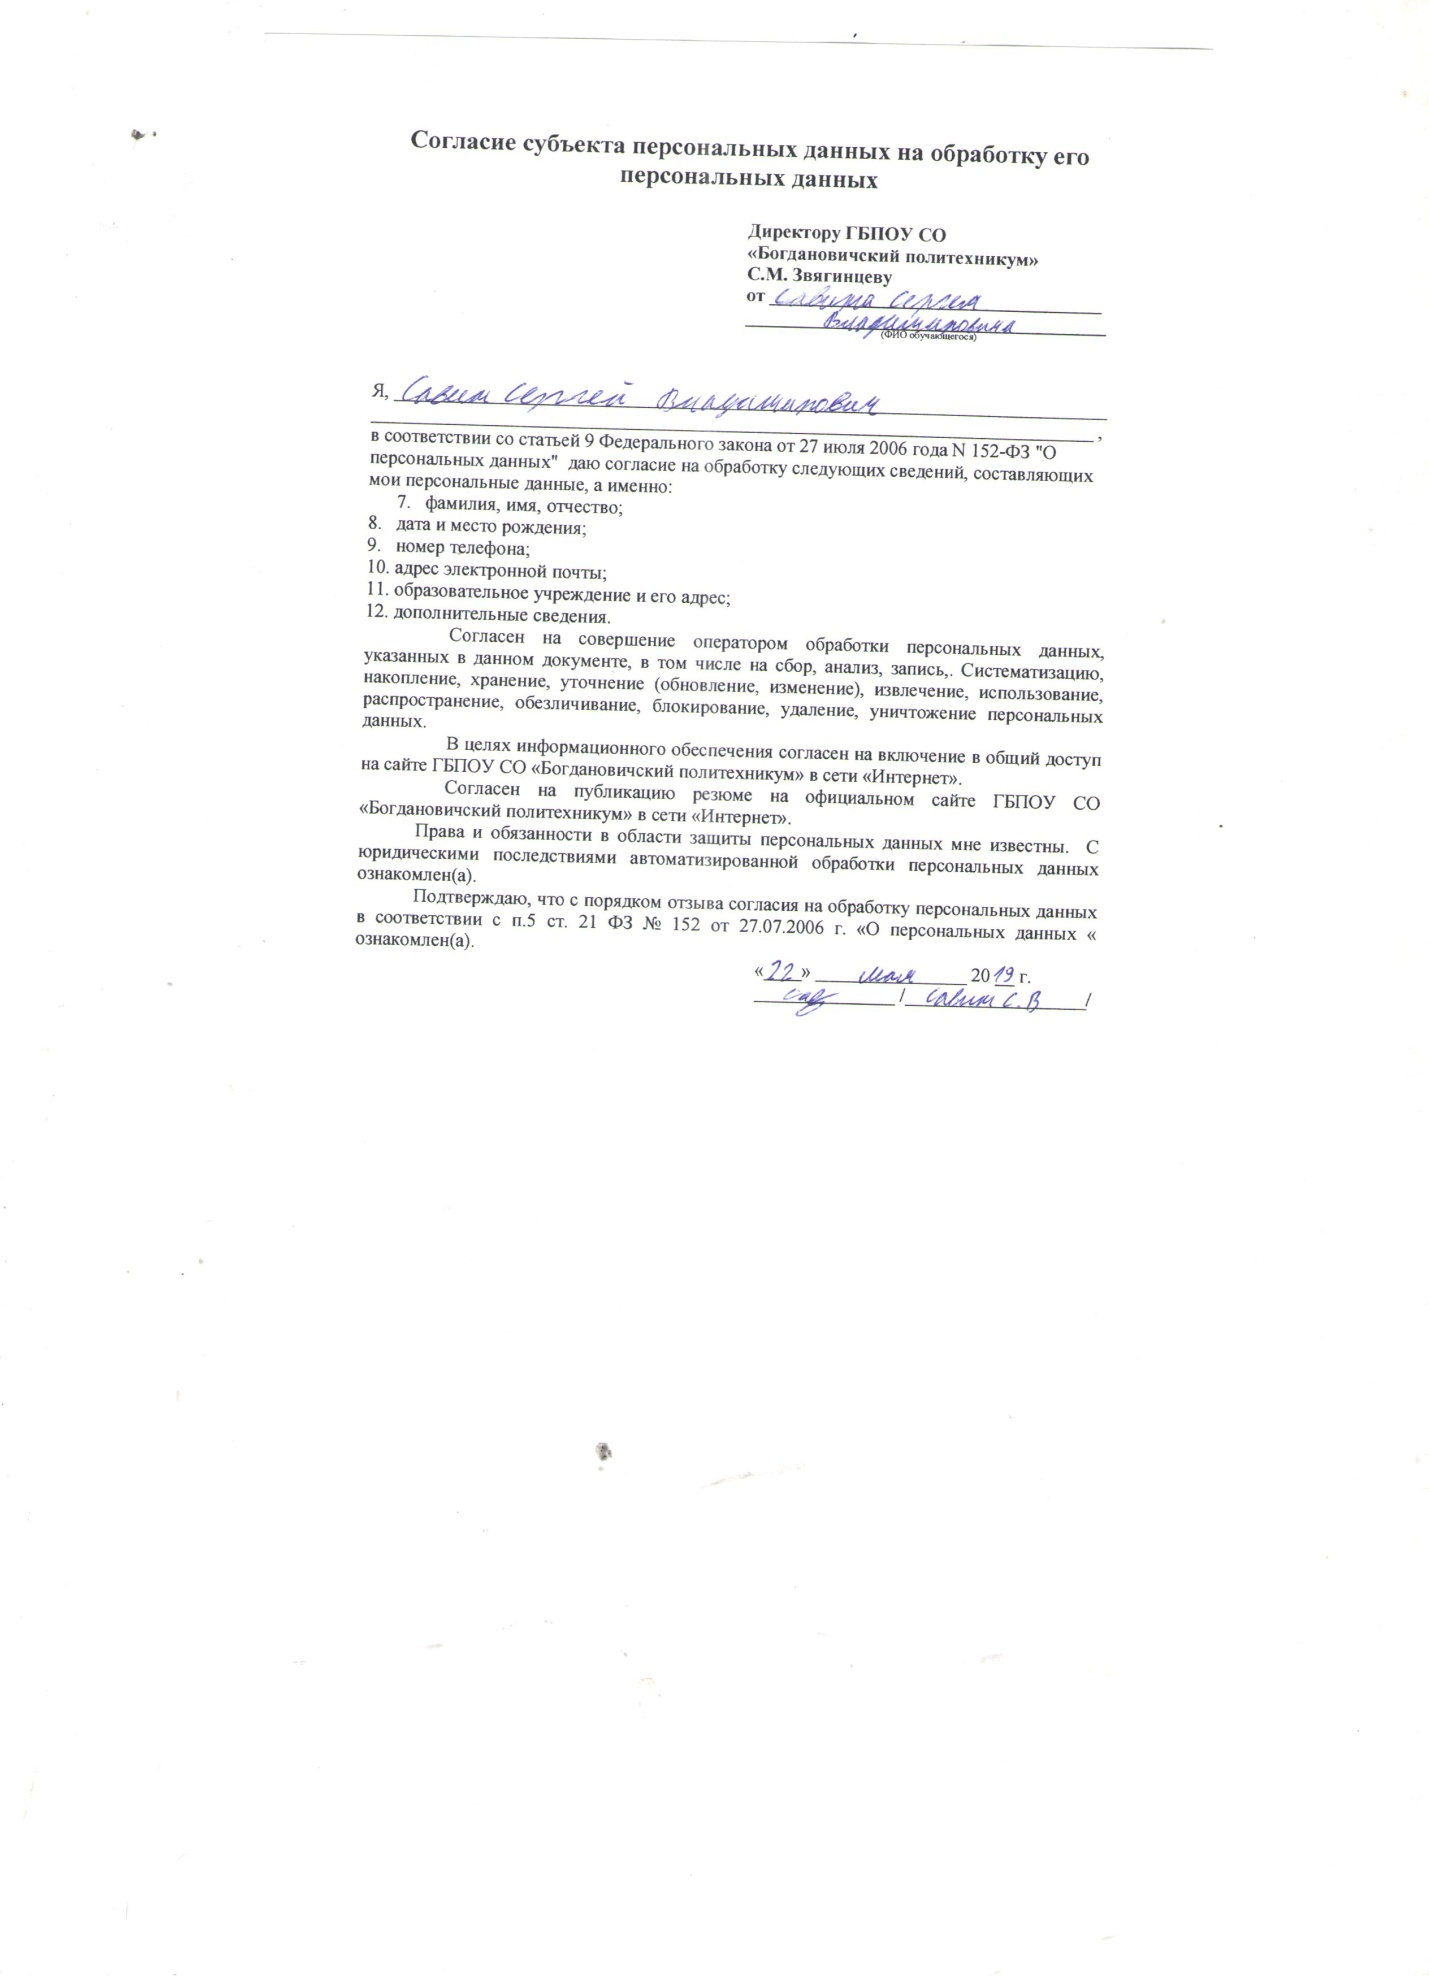 Согласие субъекта персональных данных на обработку его
персональных данных
Директору ГБПОУ СО
«Богдановичский политехникум»
С.М. Звягинцеву
от Савина Сергея
Владимировича
(ФИО обучающегося)
Я, Савин Сергей Владимирович
,
в соответствии со статьей 9 Федерального закона от 27 июля 2006 года N 152-ФЗ "О
персональных данных" даю согласие на обработку следующих сведений, составляющих
мои персональные данные, а именно:
7. фамилия, имя, отчество;
8. дата и место рождения;
9. номер телефона;
10. адрес электронной почты;
11. образовательное учреждение и его адрес;
12. дополнительные сведения.
Согласен на совершение оператором обработки персональных данных,
указанных в данном документе, в том числе на сбор, анализ, запись,. Систематизацию,
накопление, хранение, уточнение (обновление, изменение), извлечение, использование,
распространение, обезличивание, блокирование, удаление, уничтожение персональных
данных.
В целях информационного обеспечения согласен на включение в общий доступ
на сайте ГБПОУ СО «Богдановичский политехникум» в сети «Интернет».
Согласен на публикацию резюме на официальном сайте ГБПОУ СО
«Богдановичский политехникум» в сети «Интернет».
Права и обязанности в области защиты персональных данных мне известны. С
юридическими последствиями автоматизированной обработки персональных данных
ознакомлен(а).
Подтверждаю, что с порядком отзыва согласия на обработку персональных данных
в соответствии с п.5 ст. 21 ФЗ № 152 от 27.07.2006 г. «О персональных данных «
ознакомлен(а).
«22» мая 2019 г.
/ Савин С.В /